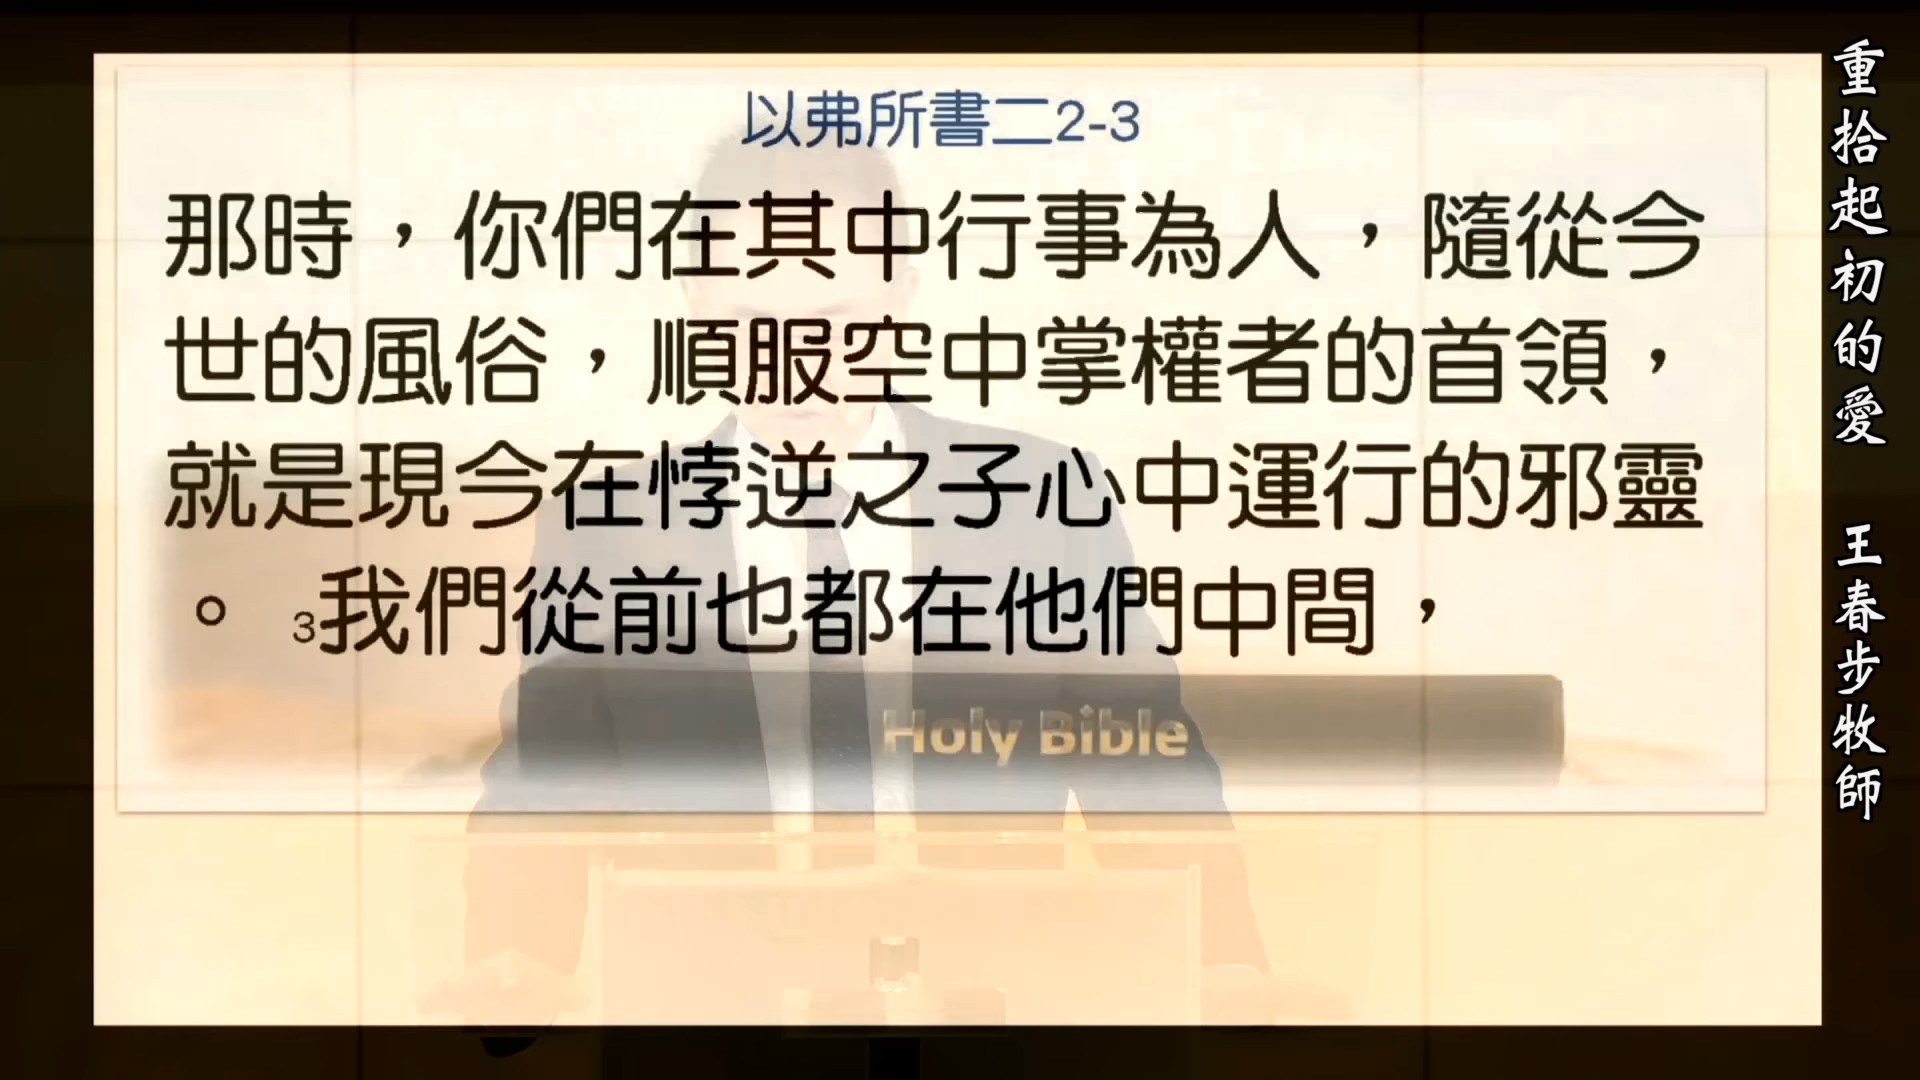 以弗所書二2-3
那時，你們在其中行事為人，隨從今
世的風俗，順服空中掌權者的首領，
就是現今在悖逆之子心中運行的邪靈
。 3我們從前也都在他們中間，
Holy Bible
重拾起初的愛 王春步牧師